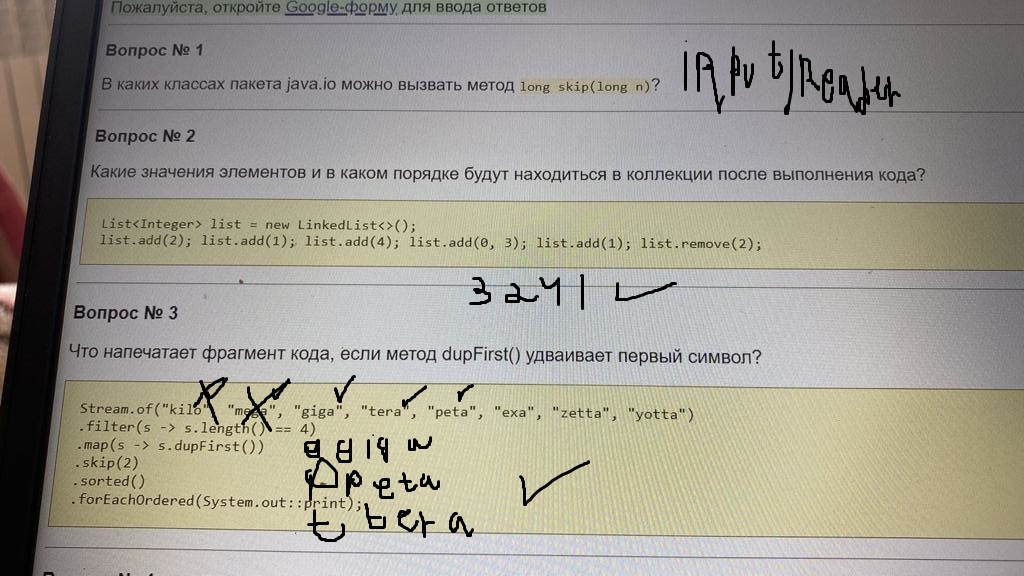 Пожалуйста, откройте Google-форму для ввода ответов
Вопрос № 1
В каких классах пакета java.io можно вызвать метод long skip(long n)?
Input/Reader
Вопрос № 2
Какие значения элементов и в каком порядке будут находиться в коллекции после выполнения кода?
List<Integer> list = new LinkedList<>();
list.add(2); list.add(1); list.add(4); list.add(0, 3); list.add(1); list.remove(2);
3 2 4 1
Вопрос № 3
Что напечатает фрагмент кода, если метод dupFirst() удваивает первый символ?
Stream.of("kilo", "mega", "giga", "tera", "peta", "exa", "zetta", "yotta")
.filter(s -> s.length() == 4)
.map(s -> s.dupFirst())
.skip(2)
.sorted()
.forEachOrdered(System.out::print);
ggiga
ppeta
ttera